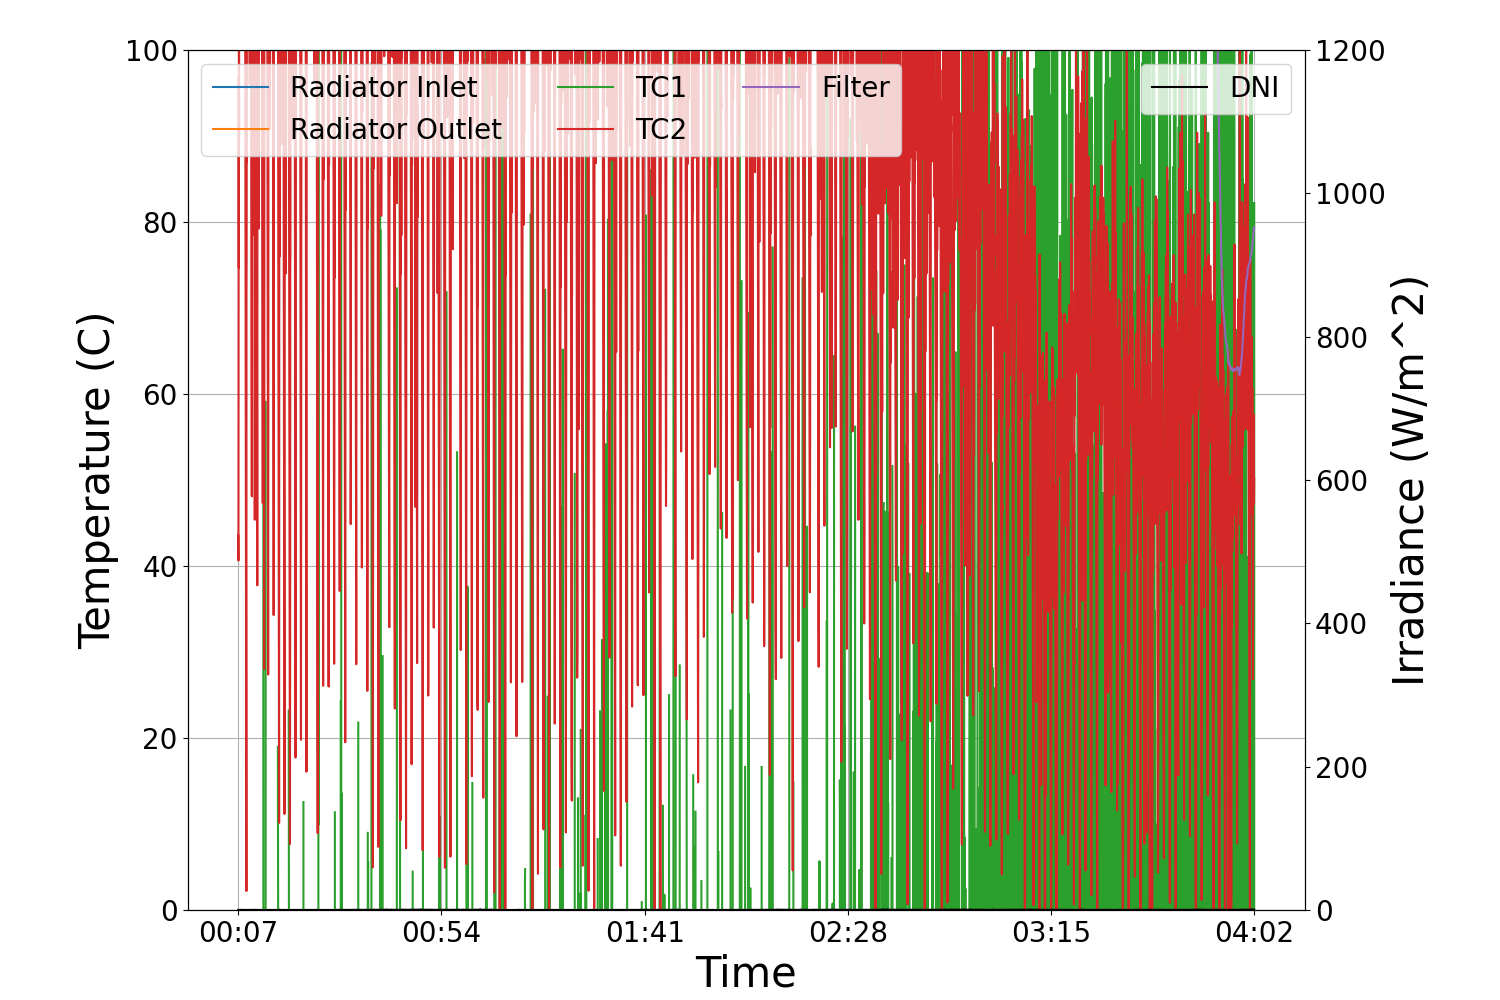 Radiator Inlet
Radiator Outlet
TC1
TC2
Filter
DNI
100
80
60
40
20
0
Temperature (C)
1200
1000
800
600
400
200
0
Irradiance (W/m^2)
00:07
00:54
01:41
02:28
03:15
04:02
Time